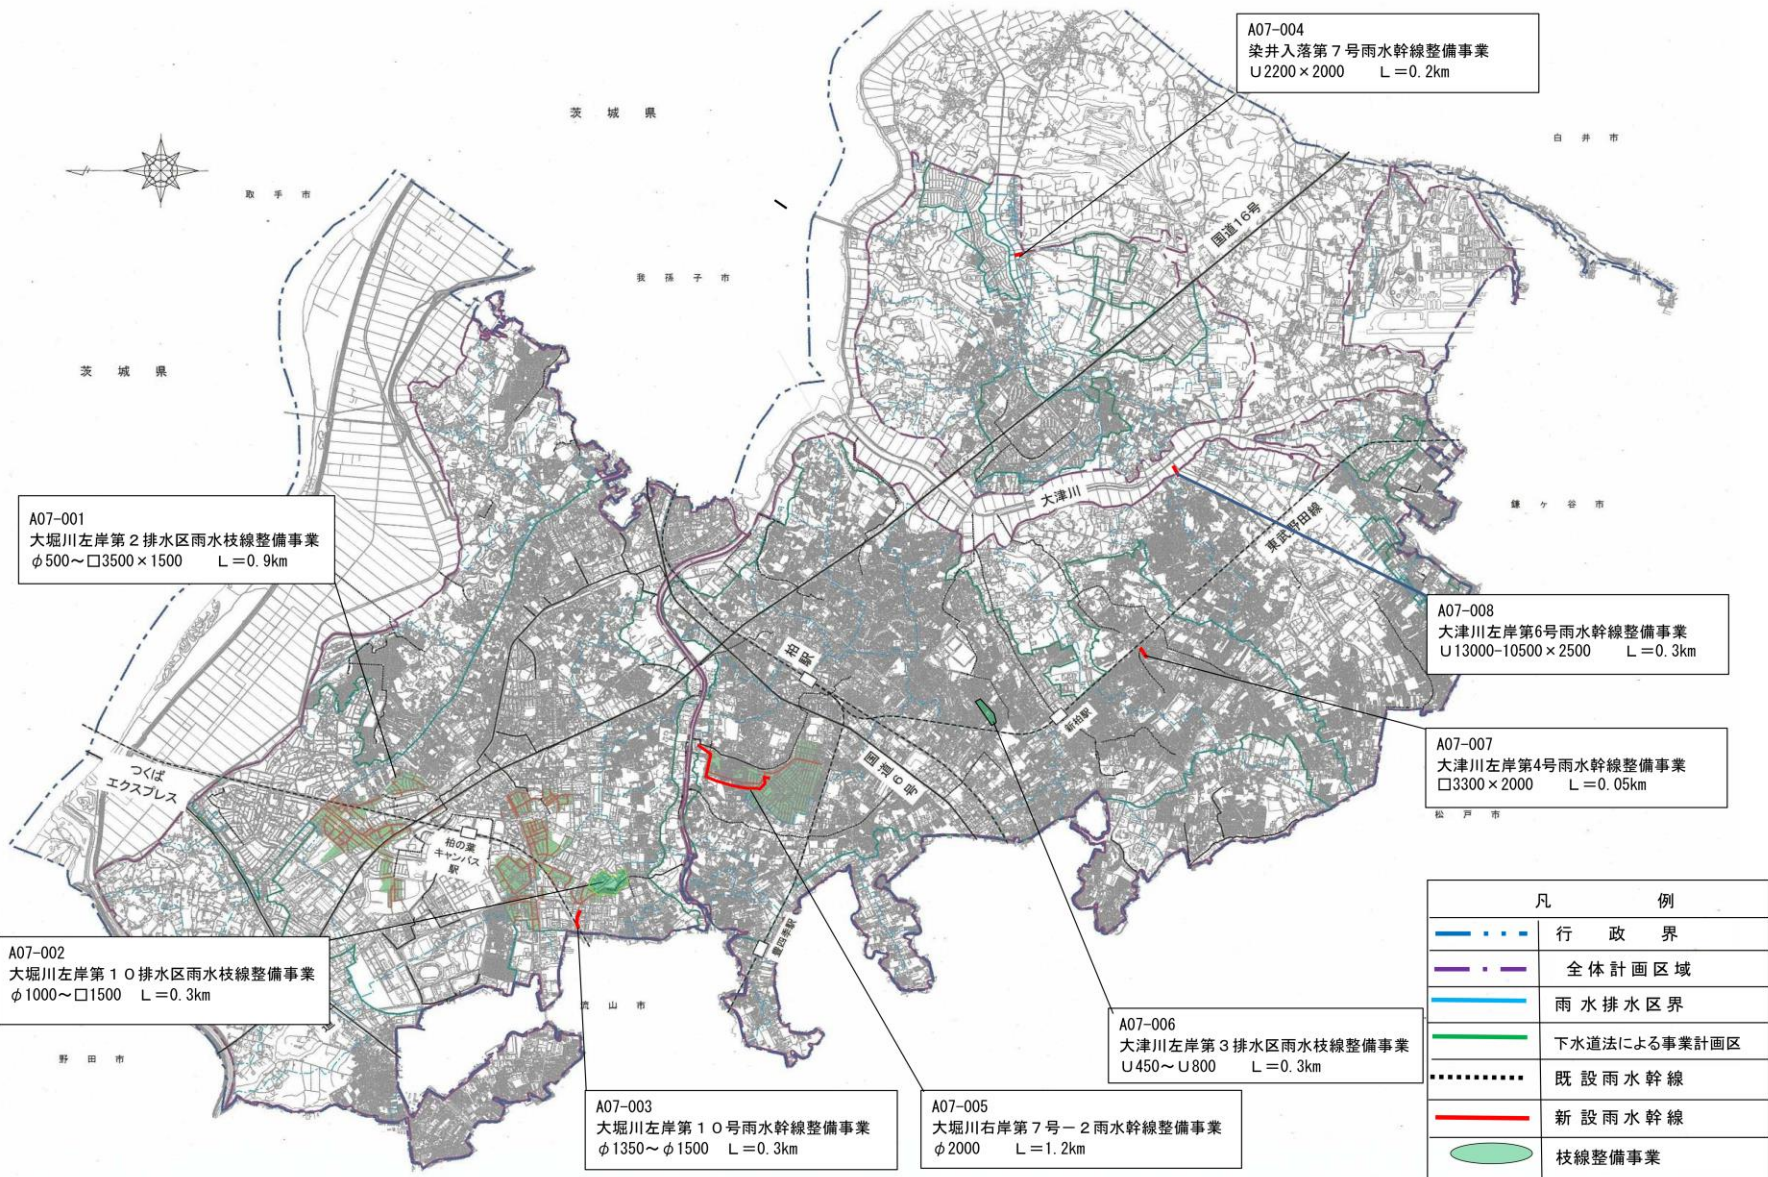 A07-004
染井入落第７号雨水幹線整備事業
U2200×2000　L＝0.2km
茨城県
白井市
取手市
国道16号
我孫子市
茨城県
大津川
鎌ヶ谷市
東武野田線
A07-001
大堀川左岸第２排水区雨水枝線整備事業
φ500～□3500×1500　L＝0.9km
A07-008
大津川左岸第6号雨水幹線整備事業
U13000-10500×2500　L＝0.3km
柏駅
新柏駅
A07-007
大津川左岸第4号雨水幹線整備事業
□3300×2000　L＝0.05km
つくば
エクスプレス
国道6号
松戸市
柏の葉
キャンパス
駅
豊四季駅
A07-002
大堀川左岸第１０排水区雨水枝線整備事業
φ1000～□1500　L＝0.3km
流山市
野田市
A07-006
大津川左岸第３排水区雨水枝線整備事業
U450～U800　L＝0.3km
A07-003
大堀川左岸第１０号雨水幹線整備事業
φ1350～φ1500　L＝0.3km
A07-005
大堀川右岸第７号－２雨水幹線整備事業
φ2000　L＝1.2km
凡例
行政界
全体計画区域
雨水排水区界
下水道法による事業計画区
既設雨水幹線
新設雨水幹線
枝線整備事業